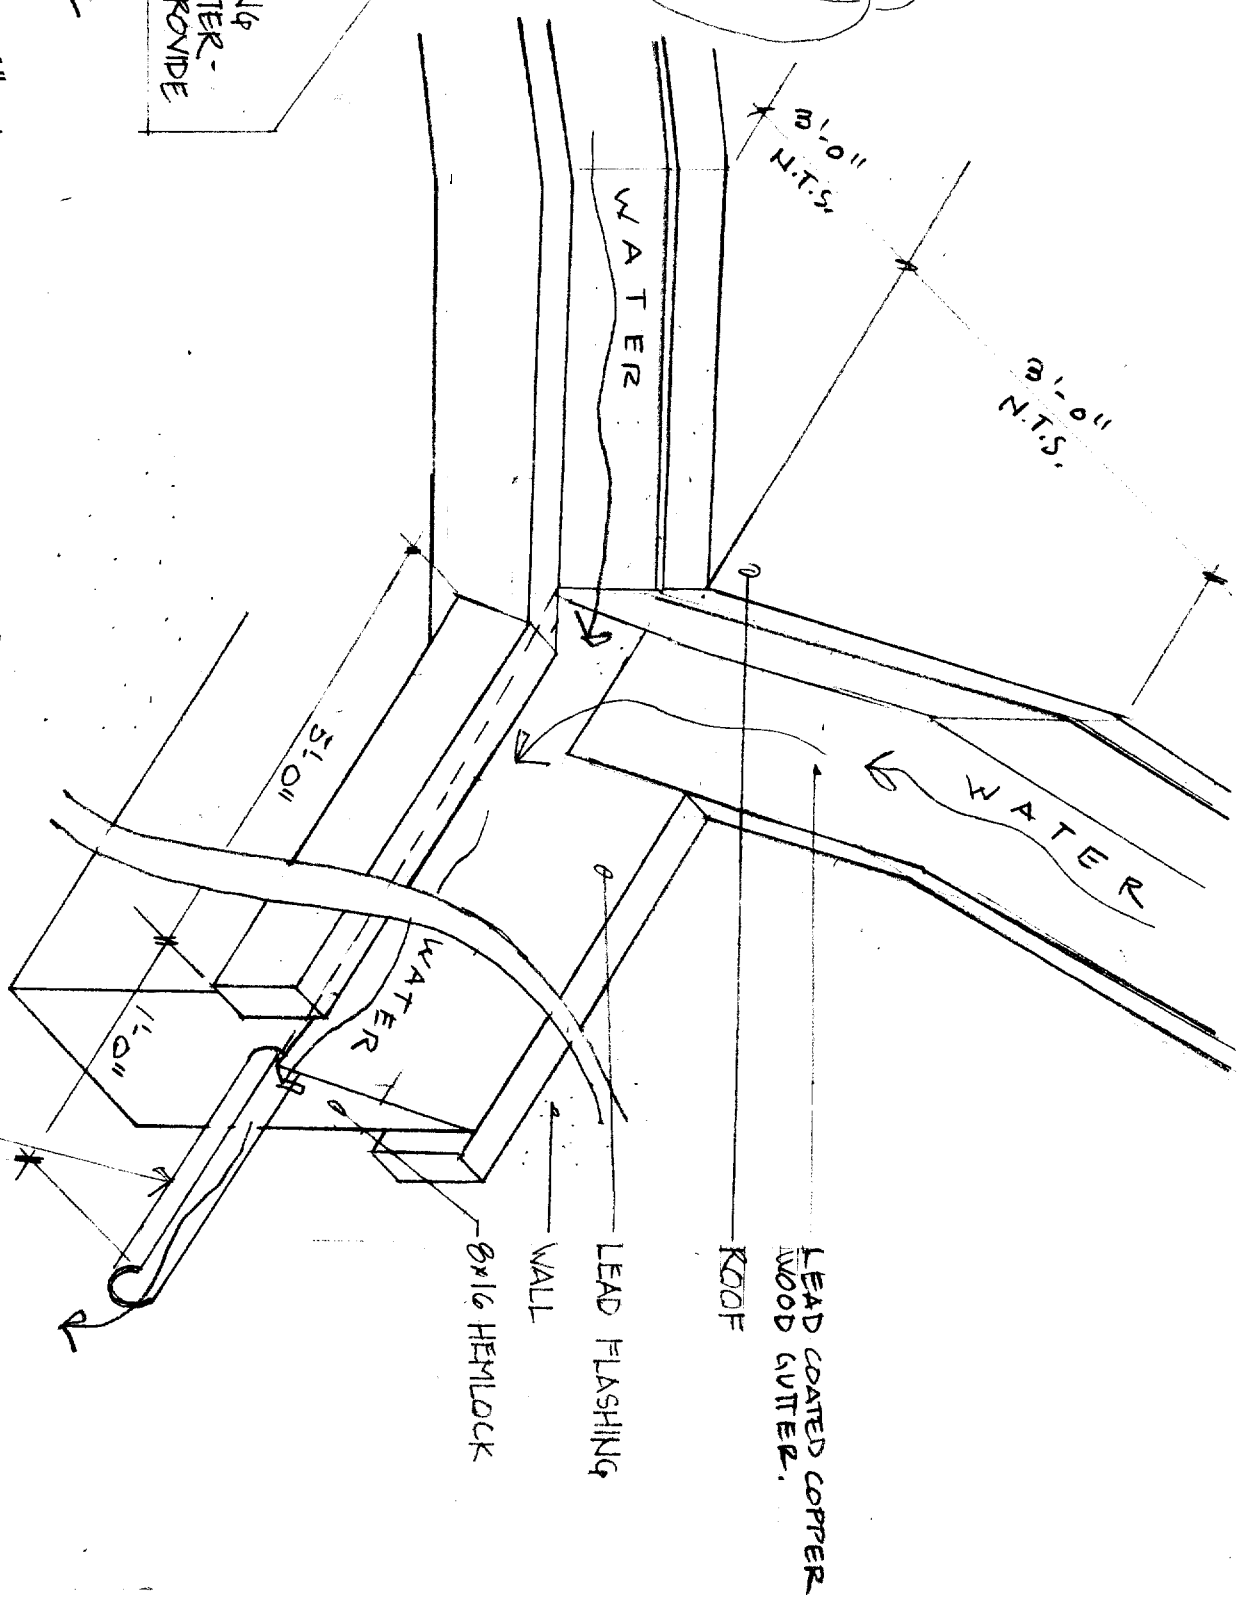 3'-0"
N.T.S.
3'-0"
N.T.S.
WATER
WATER
LEAD COATED COPPER
WOOD GUTTER.
ROOF
LEAD FLASHING
WALL
8x16 HEMLOCK
WATER
5'-0"
1'-0"
TER-
ROVIDE